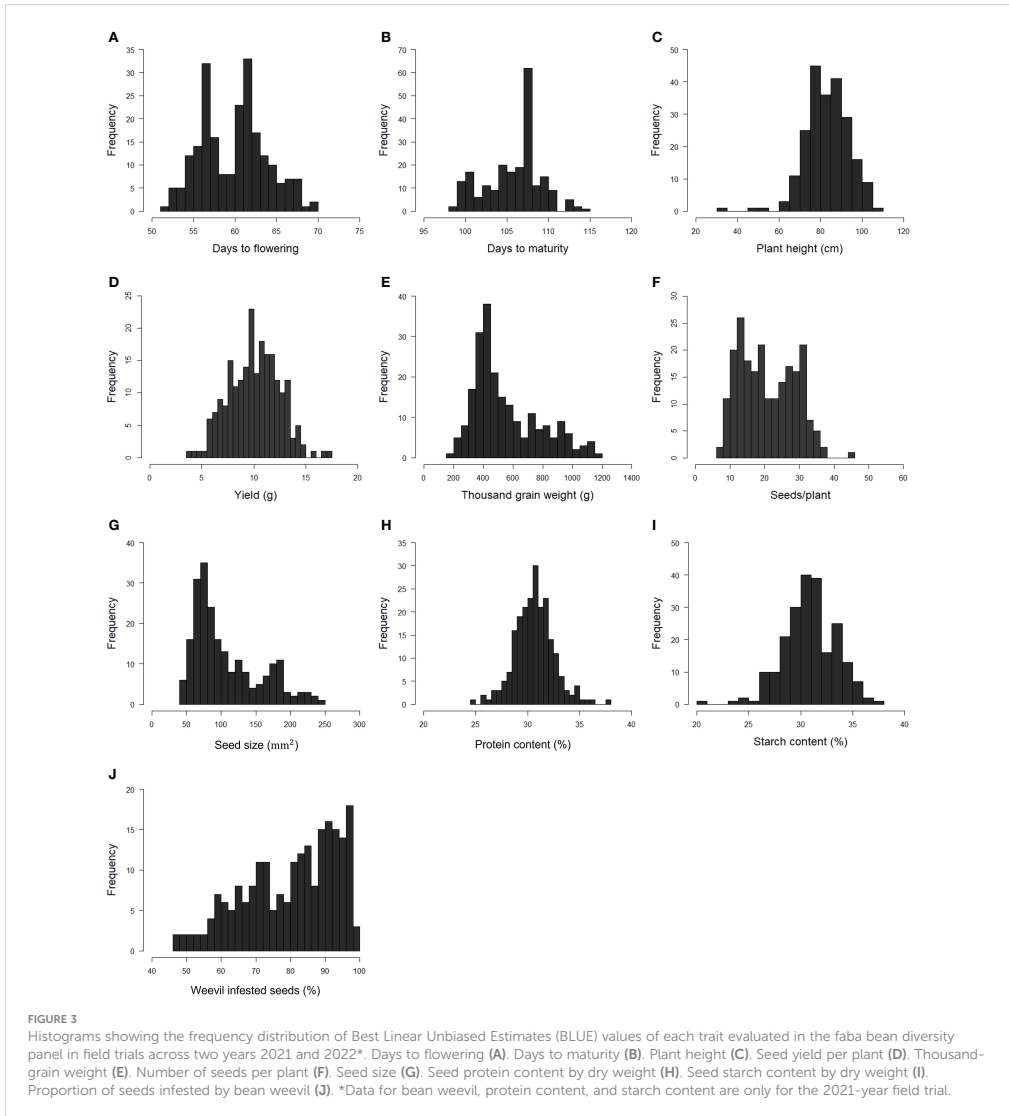 A
Frequency
0 5 10 15 20 25 30 35
50 55 60 65 70 75
Days to flowering
B
Frequency
0 10 20 30 40 50 60 70
95 100 105 110 115 120
Days to maturity
C
Frequency
0 10 20 30 40 50
20 40 60 80 100 120
Plant height (cm)
D
Frequency
0 5 10 15 20 25
0 5 10 15 20
Yield (g)
E
Frequency
0 10 20 30 40
0 200 400 600 800 1000 1200 1400
Thousand grain weight (g)
F
Frequency
0 5 10 15 20 25 30
0 10 20 30 40 50 60
Seeds/plant
G
Frequency
0 10 20 30 40
0 50 100 150 200 250 300
Seed size (mm²)
H
Frequency
0 5 10 15 20 25 30 35
20 25 30 35 40
Protein content (%)
I
Frequency
0 10 20 30 40 50
20 25 30 35 40
Starch content (%)
J
Frequency
0 5 10 15 20
40 50 60 70 80 90 100
Weevil infested seeds (%)
FIGURE 3
Histograms showing the frequency distribution of Best Linear Unbiased Estimates (BLUE) values of each trait evaluated in the faba bean diversity
panel in field trials across two years 2021 and 2022*. Days to flowering (A). Days to maturity (B). Plant height (C). Seed yield per plant (D). Thousand-
grain weight (E). Number of seeds per plant (F). Seed size (G). Seed protein content by dry weight (H). Seed starch content by dry weight (I).
Proportion of seeds infested by bean weevil (J). *Data for bean weevil, protein content, and starch content are only for the 2021-year field trial.